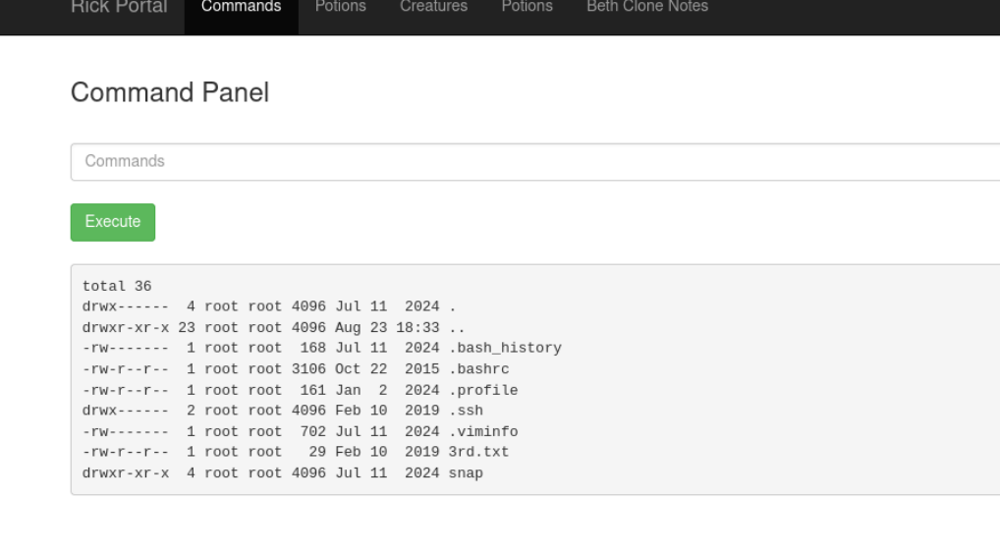 Rick Portal Commands Potions Creatures Potions Beth Clone Notes
Command Panel
Commands
Execute
total 36
drwx------  4 root root 4096 Jul 11  2024 .
drwxr-xr-x 23 root root 4096 Aug 23 18:33 ..
-rw-------  1 root root  168 Jul 11  2024 .bash_history
-rw-r--r--  1 root root 3106 Oct 22  2015 .bashrc
-rw-r--r--  1 root root  161 Jan  2  2024 .profile
drwx------  2 root root 4096 Feb 10  2019 .ssh
-rw-------  1 root root  702 Jul 11  2024 .viminfo
-rw-r--r--  1 root root   29 Feb 10  2019 3rd.txt
drwxr-xr-x  4 root root 4096 Jul 11  2024 snap